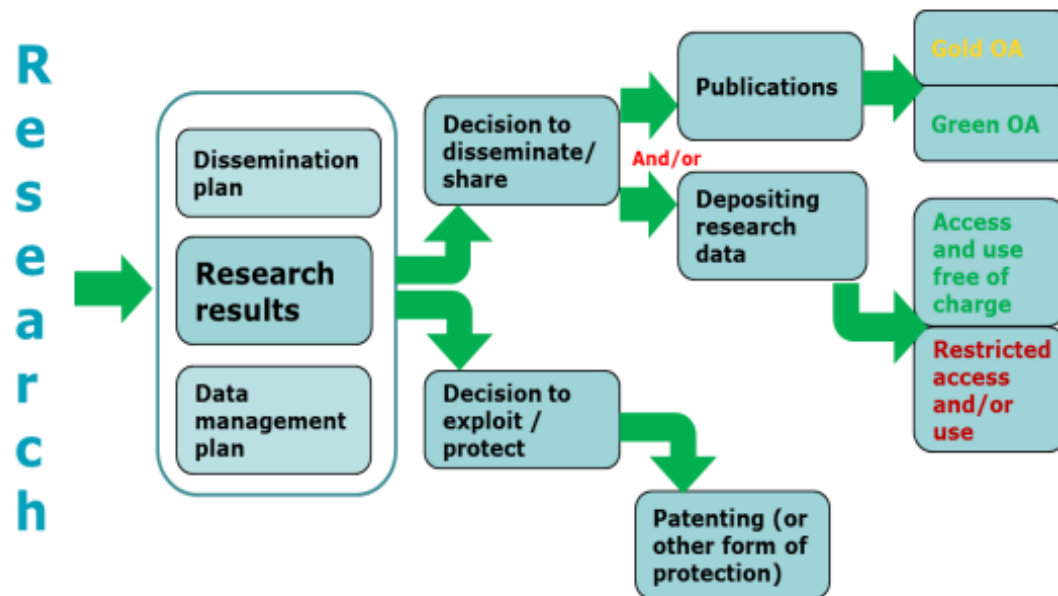 Research
Dissemination
plan
Research
results
Data
management
plan
Decision to
disseminate/
share
Decision to
exploit /
protect
And/or
Publications
Depositing
research
data
Patenting (or
other form of
protection)
Gold OA
Green OA
Access
and use
free of
charge
Restricted
access
and/or
use